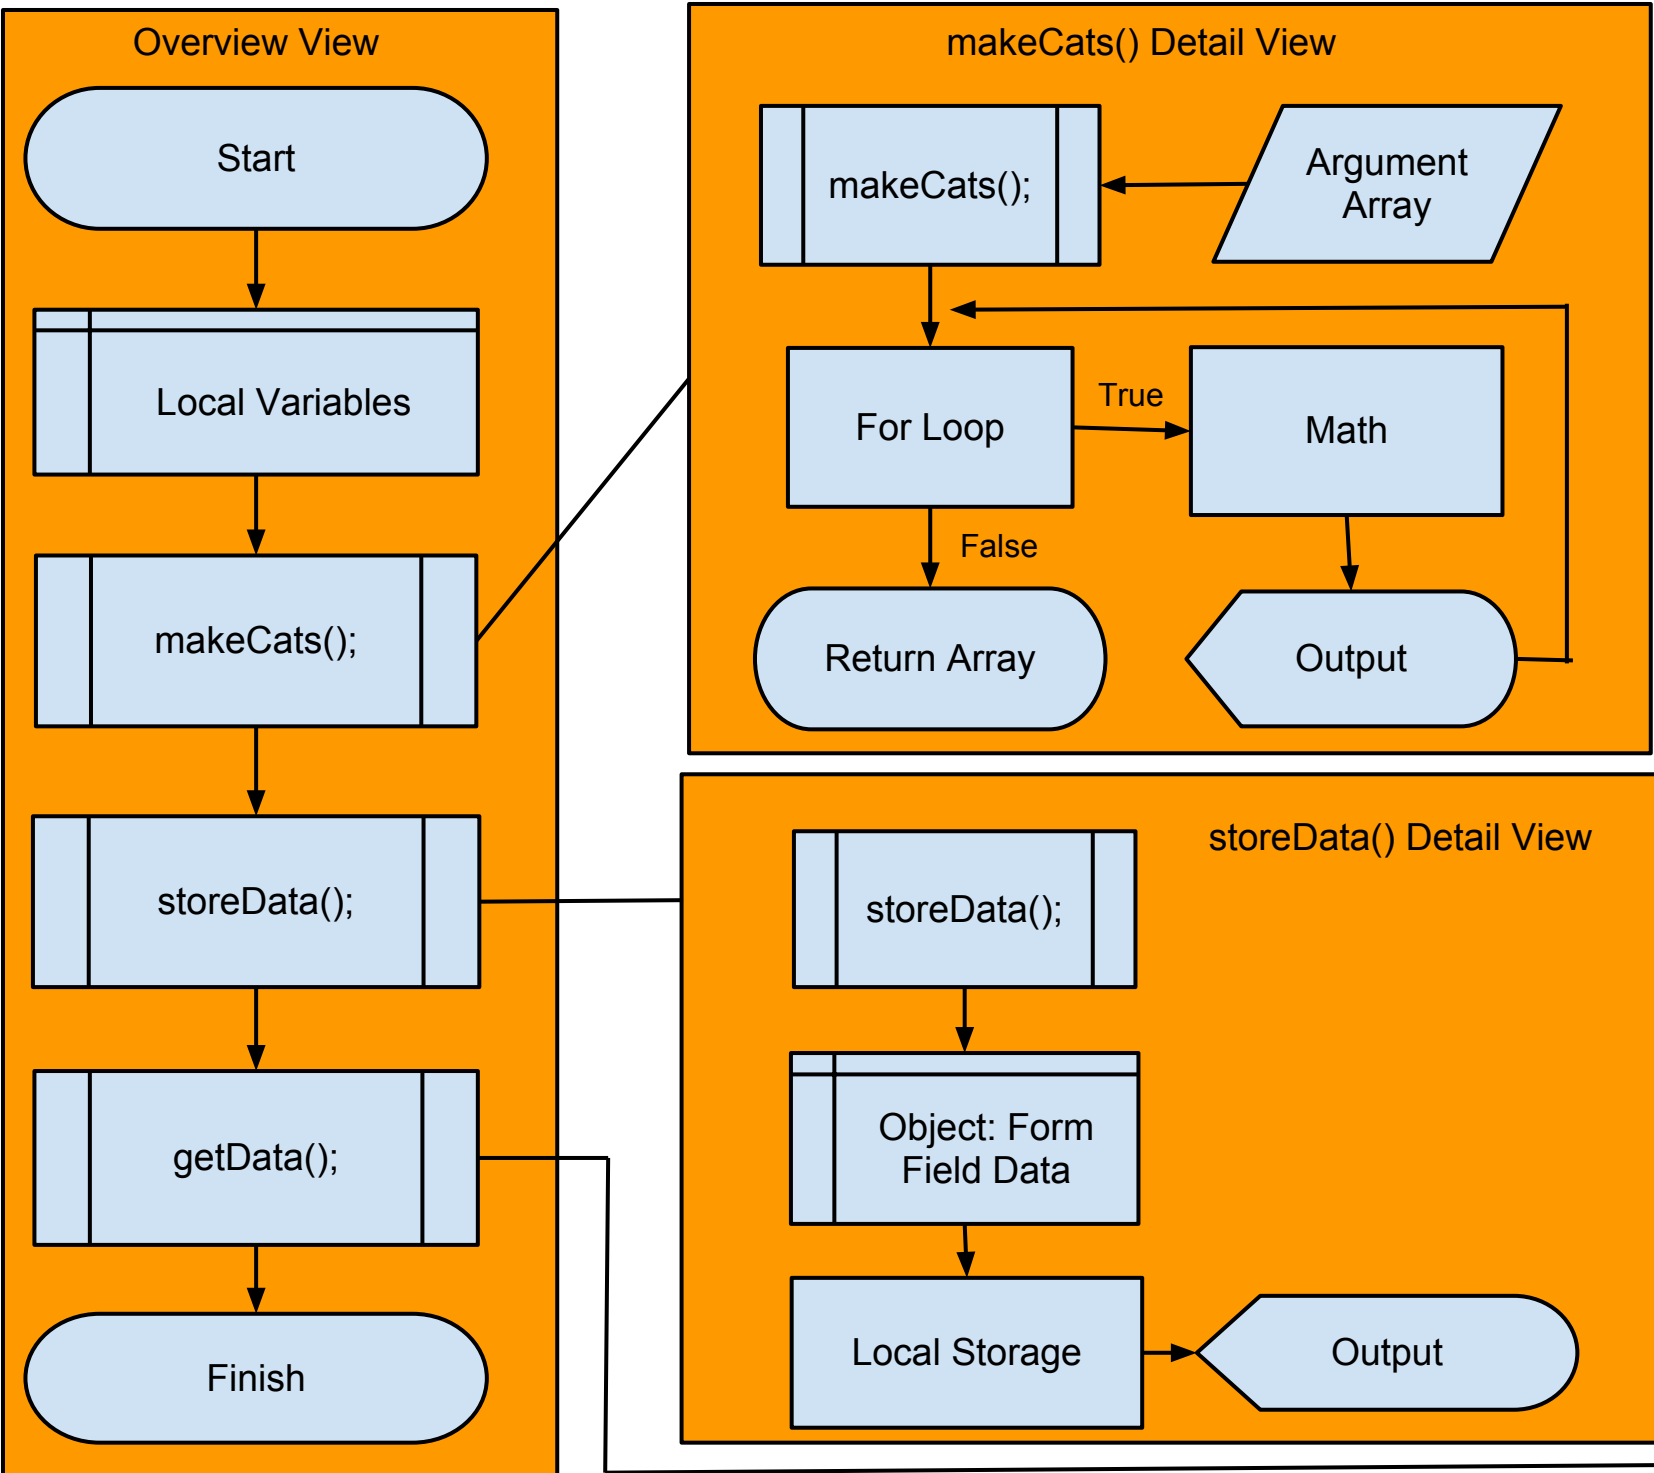 Overview View
Start
Local Variables
makeCats();
storeData();
getData();
Finish
makeCats() Detail View
makeCats();
Argument
Array
For Loop
True
Math
False
Return Array
Output
storeData() Detail View
storeData();
Object: Form
Field Data
Local Storage
Output